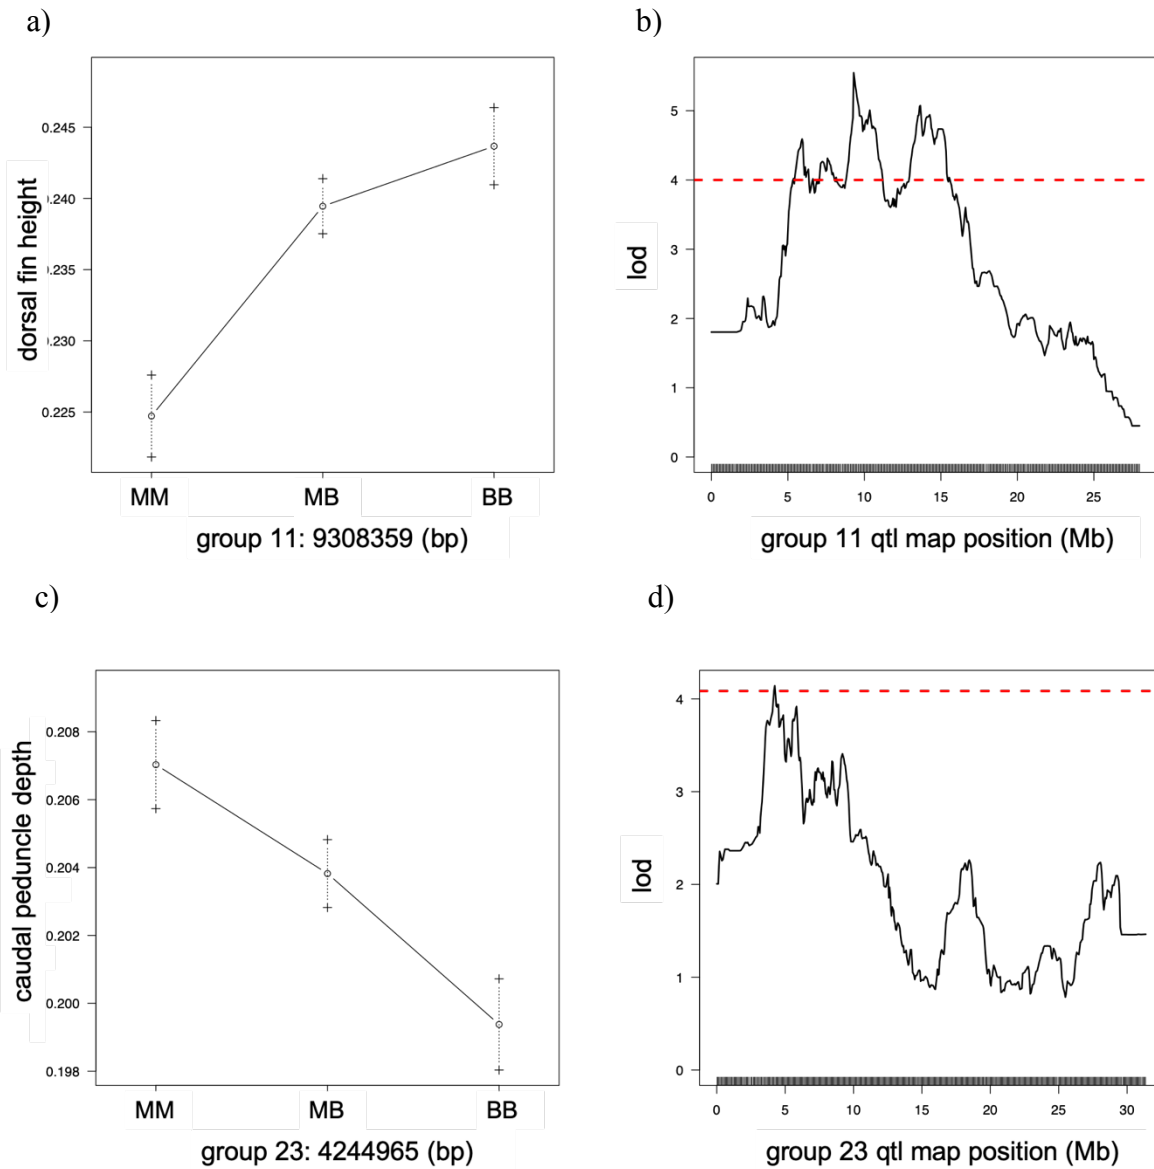 a)
dorsal fin height
0.245
0.240
0.235
0.230
0.225
MM MB BB
group 11: 9308359 (bp)
b)
lod
5
4
3
2
1
0
0 5 10 15 20 25
group 11 qtl map position (Mb)
c)
caudal peduncle depth
0.208
0.206
0.204
0.202
0.200
0.198
MM MB BB
group 23: 4244965 (bp)
d)
lod
4
3
2
1
0
0 5 10 15 20 25 30
group 23 qtl map position (Mb)